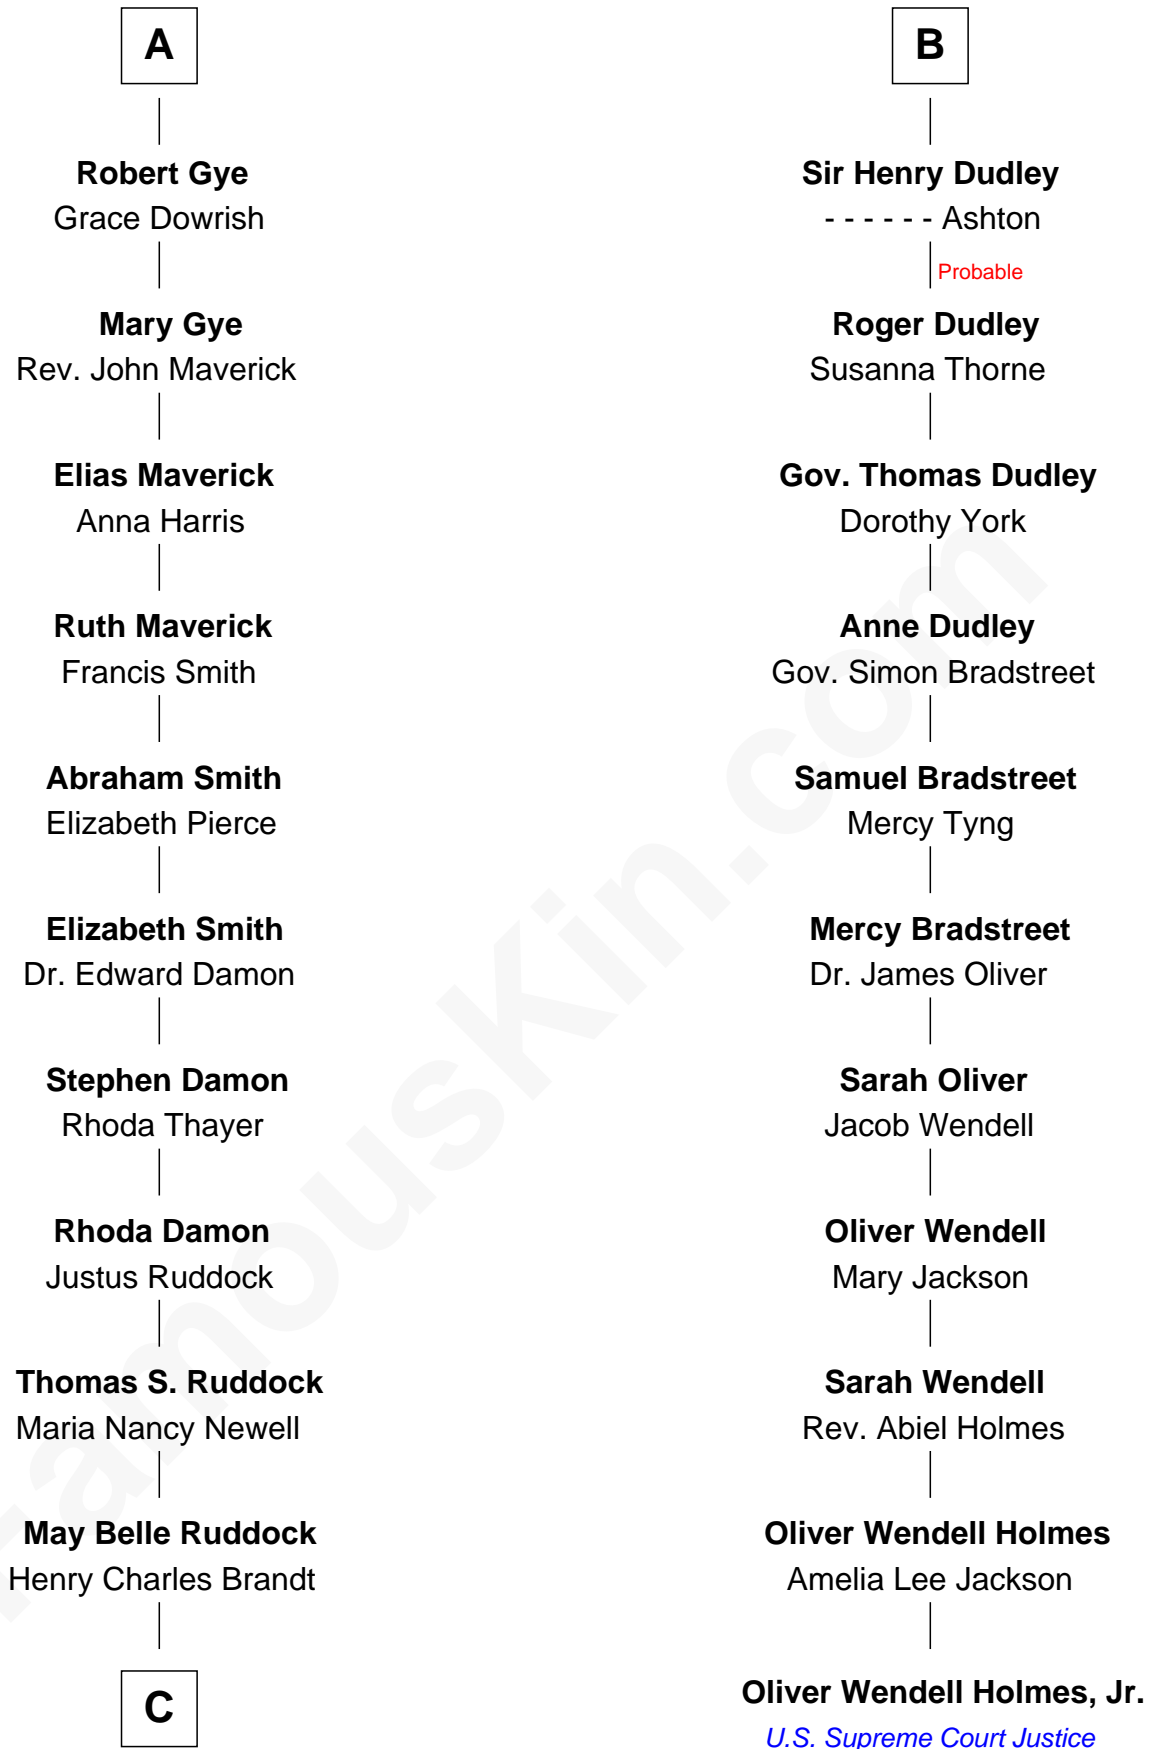 A
Robert Gye
Grace Dowrish
Mary Gye
Rev. John Maverick
Elias Maverick
Anna Harris
Ruth Maverick
Francis Smith
Abraham Smith
Elizabeth Pierce
Elizabeth Smith
Dr. Edward Damon
Stephen Damon
Rhoda Thayer
Rhoda Damon
Justus Ruddock
Thomas S. Ruddock
Maria Nancy Newell
May Belle Ruddock
Henry Charles Brandt
C
B
Sir Henry Dudley
- - - - - - Ashton
Probable
Roger Dudley
Susanna Thorne
Gov. Thomas Dudley
Dorothy York
Anne Dudley
Gov. Simon Bradstreet
Samuel Bradstreet
Mercy Tyng
Mercy Bradstreet
Dr. James Oliver
Sarah Oliver
Jacob Wendell
Oliver Wendell
Mary Jackson
Sarah Wendell
Rev. Abiel Holmes
Oliver Wendell Holmes
Amelia Lee Jackson
Oliver Wendell Holmes, Jr.
U.S. Supreme Court Justice
FamousKin.com